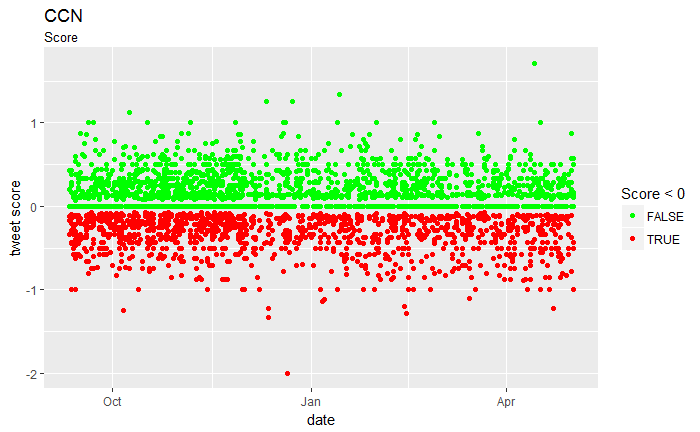 CCN
Score
tweet score
1
0
-1
-2
Oct
Jan
Apr
date
Score < 0
FALSE
TRUE